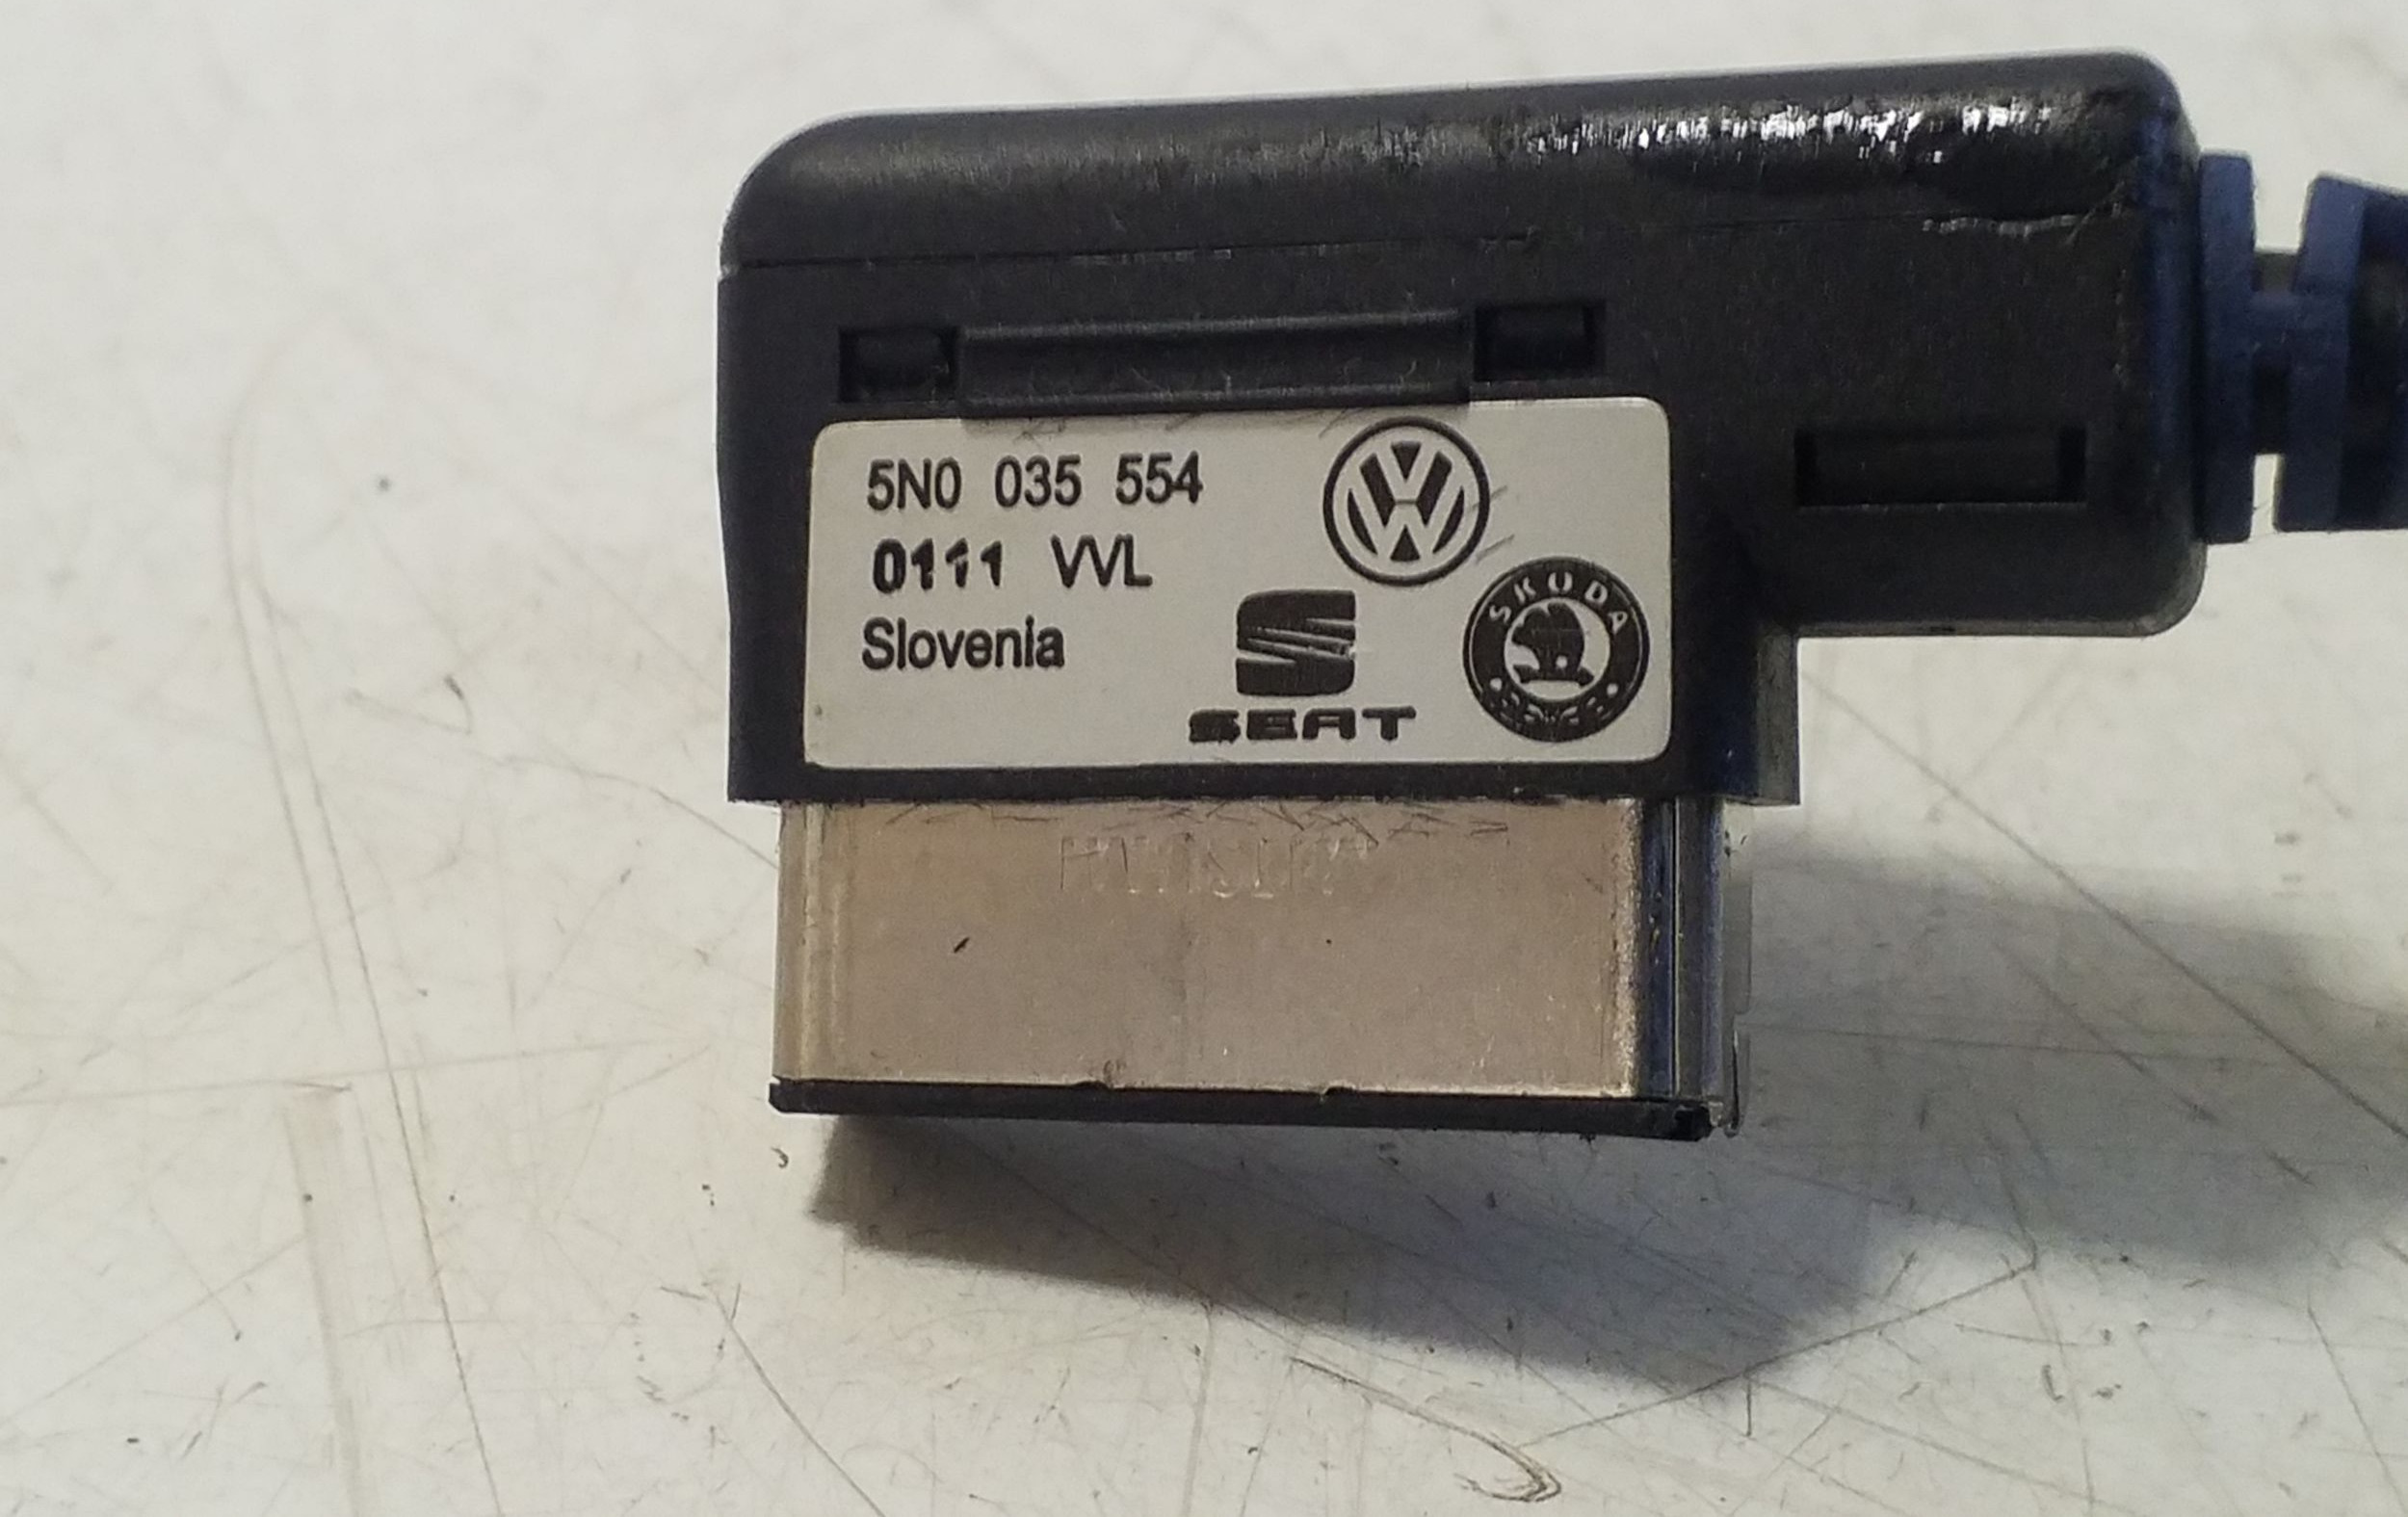 5N0 035 554
0111 VVL
Slovenia
SEAT
SKODA